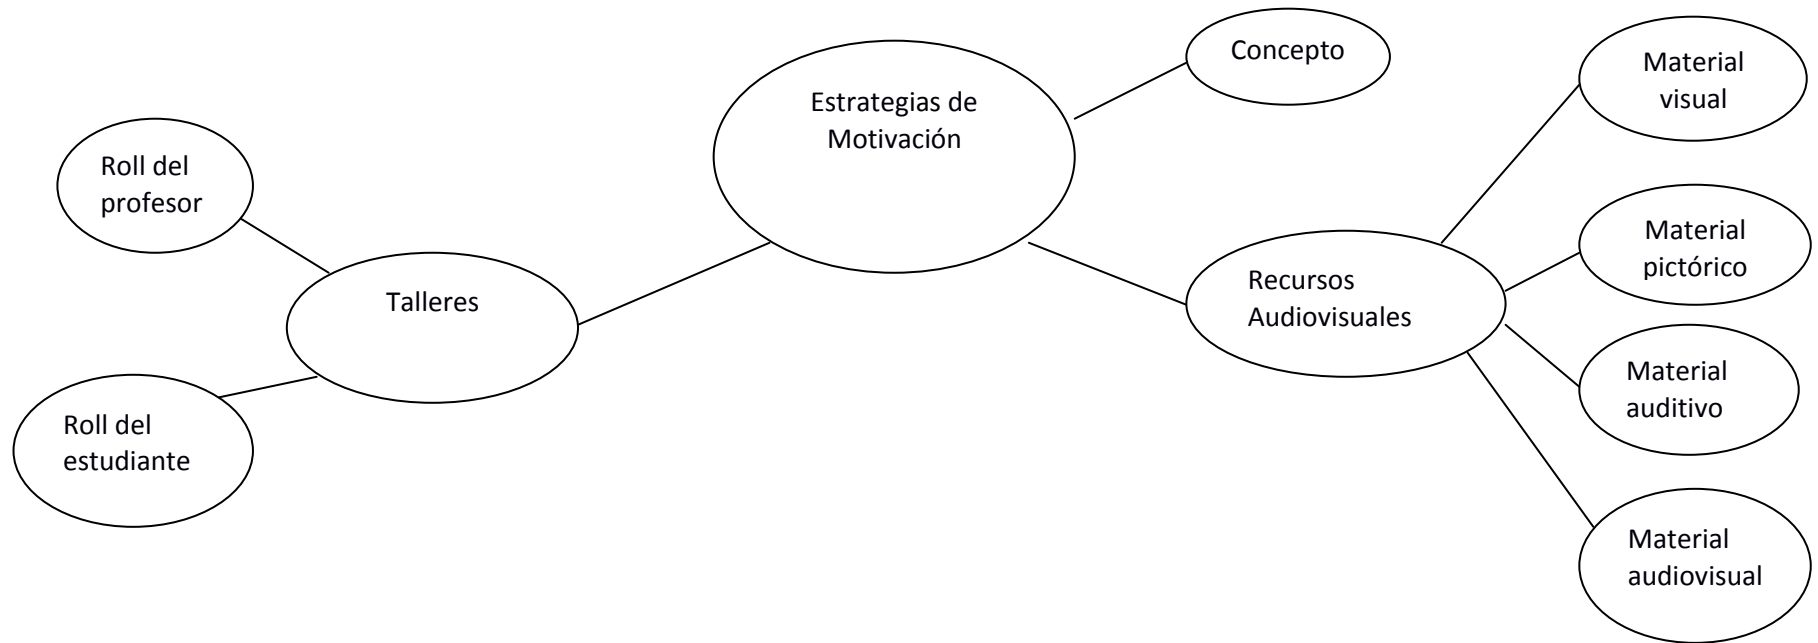 Estrategias de
Motivación
Concepto
Material
visual
Roll del
profesor
Material
pictórico
Talleres
Recursos
Audiovisuales
Material
auditivo
Roll del
estudiante
Material
audiovisual